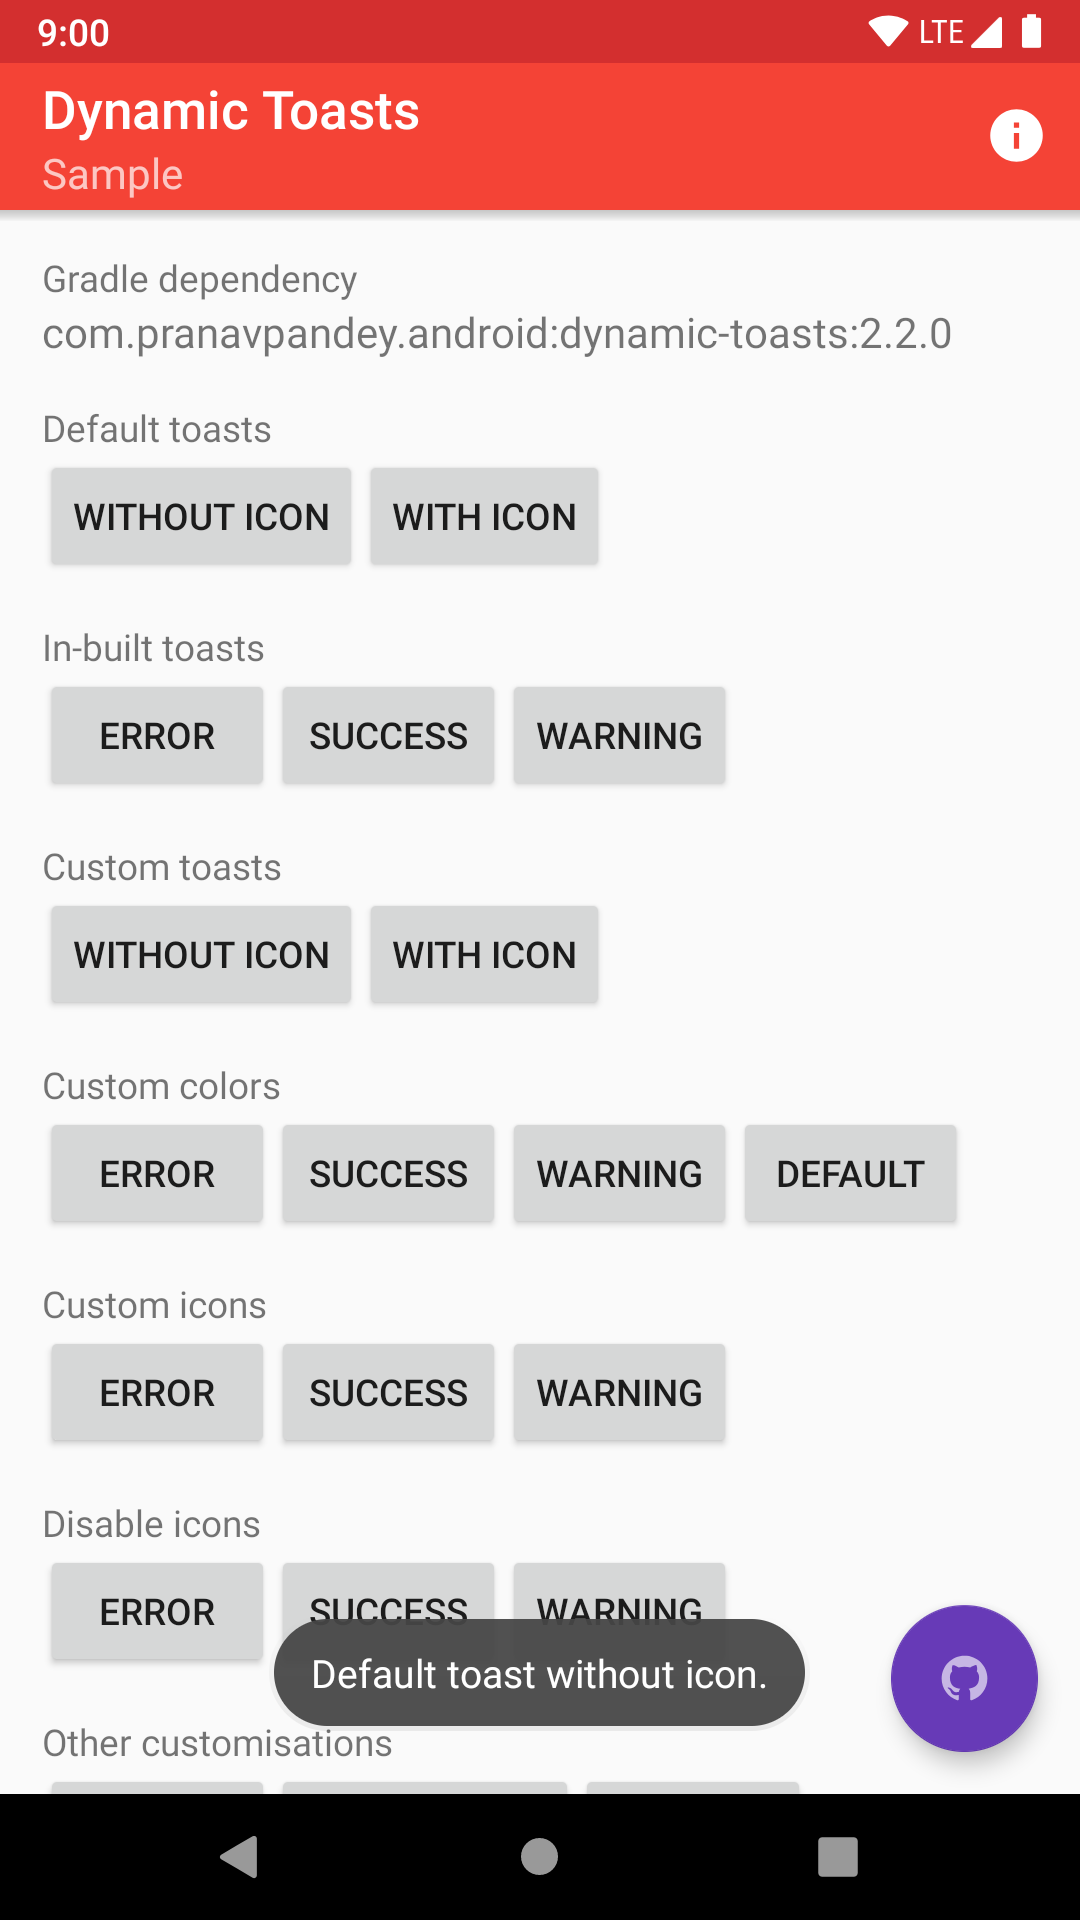 9:00 LTE
Dynamic Toasts
Sample
Gradle dependency
com.pranavpandey.android:dynamic-toasts:2.2.0
Default toasts
WITHOUT ICON WITH ICON
In-built toasts
ERROR SUCCESS WARNING
Custom toasts
WITHOUT ICON WITH ICON
Custom colors
ERROR SUCCESS WARNING DEFAULT
Custom icons
ERROR SUCCESS WARNING
Disable icons
ERROR SUCCESS WARNING
Default toast without icon.
Other customisations